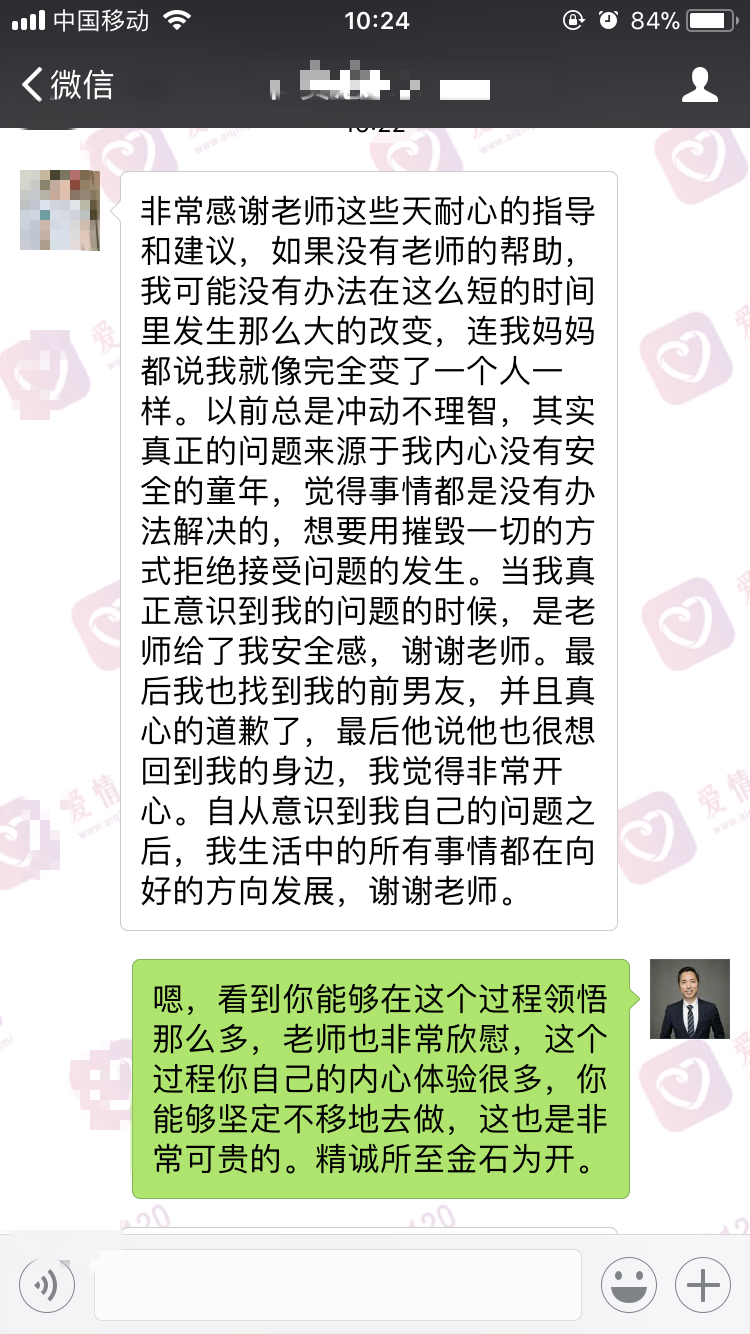 中国移动
10:24
84%
微信
非常感谢老师这些天耐心的指导
和建议，如果没有老师的帮助，
我可能没有办法在这么短的时间
里发生那么大的改变，连我妈妈
都说我就像完全变了一个人一
样。以前总是冲动不理智，其实
真正的问题来源于我内心没有安
全的童年，觉得事情都是没有办
法解决的，想要用摧毁一切的方
式拒绝接受问题的发生。当我真
正意识到我的问题的时候，是老
师给了我安全感，谢谢老师。最
后我也找到我的前男友，并且真
心的道歉了，最后他说他也很想
回到我的身边，我觉得非常开
心。自从意识到我自己的问题之
后，我生活中的所有事情都在向
好的方向发展，谢谢老师。
嗯，看到你能够在这个过程领悟
那么多，老师也非常欣慰，这个
过程你自己的内心体验很多，你
能够坚定不移地去做，这也是非
常可贵的。精诚所至金石为开。